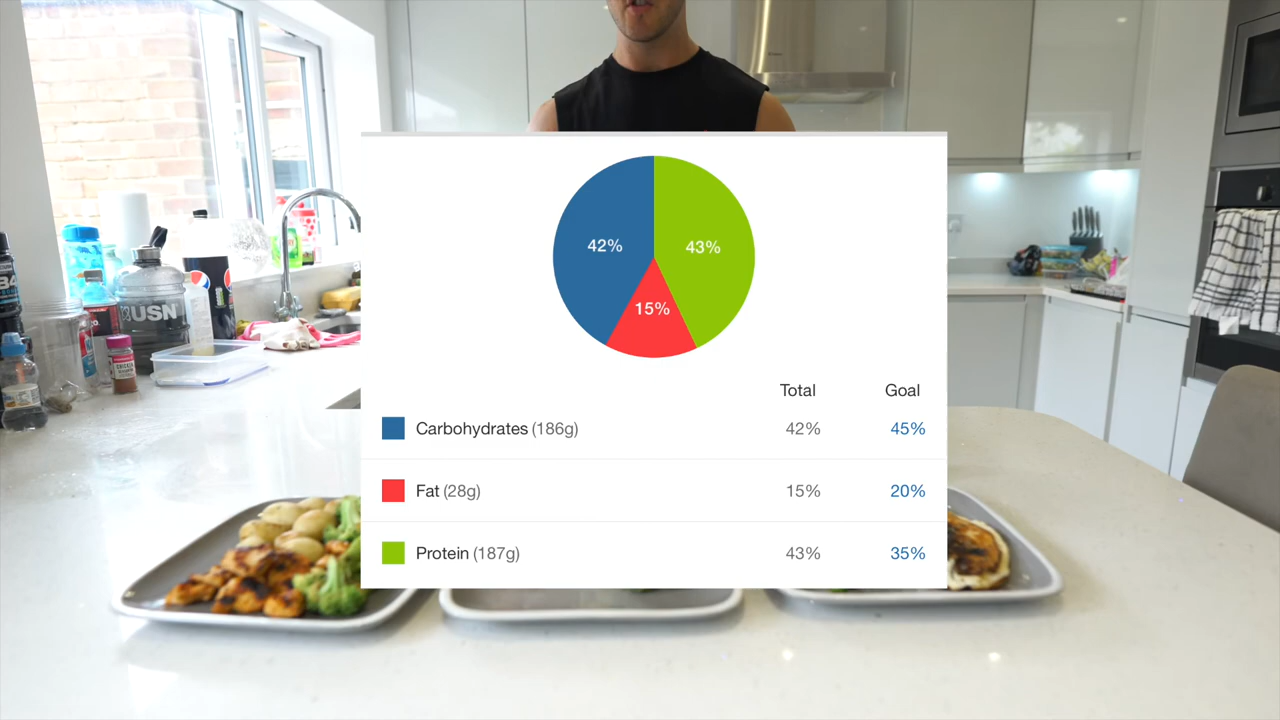 42%
43%
15%
Total Goal
Carbohydrates (186g) 42% 45%
Fat (28g) 15% 20%
Protein (187g) 43% 35%
USN